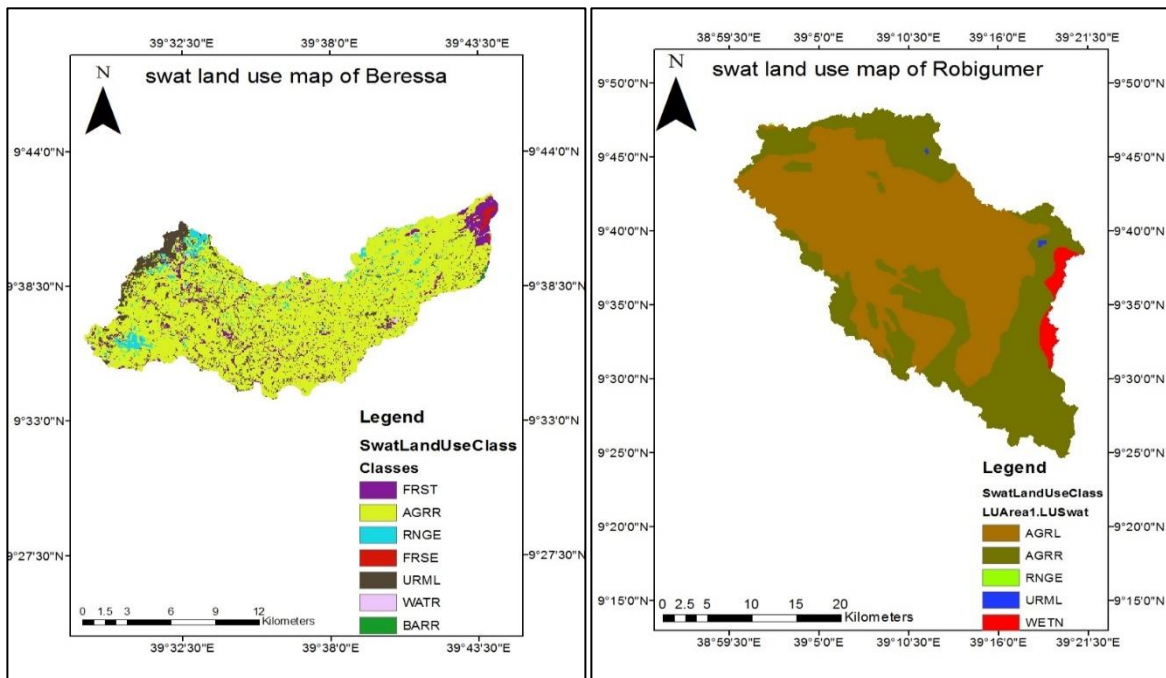 39°32'30"E 39°38'0"E 39°43'30"E
N
swat land use map of Beressa
9°44'0"N 9°44'0"N
9°38'30"N 9°38'30"N
9°33'0"N 9°33'0"N
9°27'30"N 9°27'30"N
Legend
SwatLandUseClass
Classes
FRST
AGRR
RNGE
FRSE
URML
WATR
BARR
0 1.5 3 6 9 12
Kilometers
39°32'30"E 39°38'0"E 39°43'30"E
38°59'30"E 39°5'0"E 39°10'30"E 39°16'0"E 39°21'30"E
N
swat land use map of Robigumer
9°50'0"N 9°50'0"N
9°45'0"N 9°45'0"N
9°40'0"N 9°40'0"N
9°35'0"N 9°35'0"N
9°30'0"N 9°30'0"N
9°25'0"N 9°25'0"N
9°20'0"N 9°20'0"N
9°15'0"N 9°15'0"N
Legend
SwatLandUseClass
LUArea1.LUSwat
AGRL
AGRR
RNGE
URML
WETN
0 2.5 5 10 15 20
Kilometers
38°59'30"E 39°5'0"E 39°10'30"E 39°16'0"E 39°21'30"E